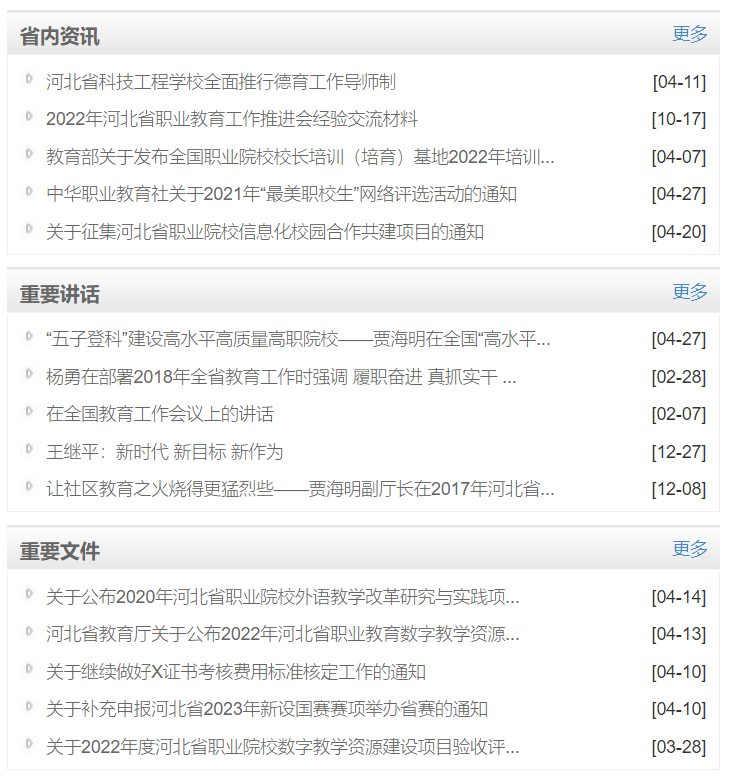 省内资讯 更多
河北省科技工程学校全面推行德育工作导师制 [04-11]
2022年河北省职业教育工作推进会经验交流材料 [10-17]
教育部关于发布全国职业院校校长培训（培育）基地2022年培训... [04-07]
中华职业教育社关于2021年“最美职校生”网络评选活动的通知 [04-27]
关于征集河北省职业院校信息化校园合作共建项目的通知 [04-20]
重要讲话 更多
“五子登科”建设高水平高质量高职院校——贾海明在全国“高水平... [04-27]
杨勇在部署2018年全省教育工作时强调 履职奋进 真抓实干 ... [02-28]
在全国教育工作会议上的讲话 [02-07]
王继平：新时代 新目标 新作为 [12-27]
让社区教育之火烧得更猛烈些——贾海明副厅长在2017年河北省... [12-08]
重要文件 更多
关于公布2020年河北省职业院校外语教学改革研究与实践项... [04-14]
河北省教育厅关于公布2022年河北省职业教育数字教学资源... [04-13]
关于继续做好X证书考核费用标准核定工作的通知 [04-10]
关于补充申报河北省2023年新设国赛赛项举办省赛的通知 [04-10]
关于2022年度河北省职业院校数字教学资源建设项目验收评... [03-28]